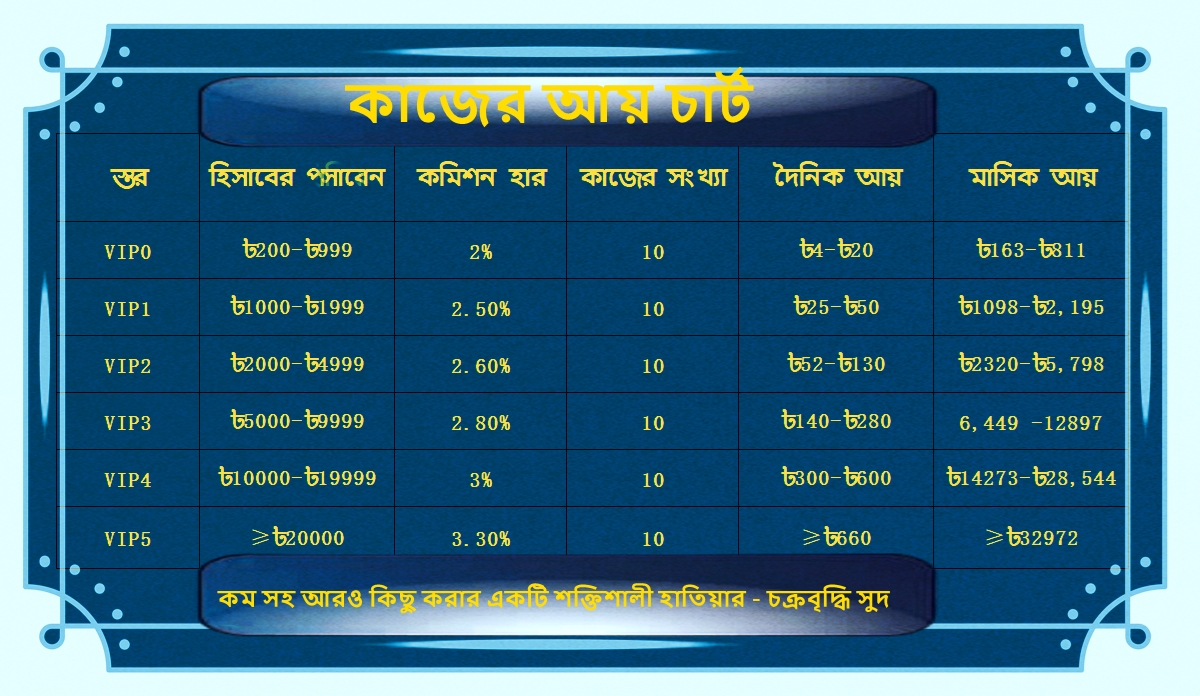 কাজের আয় চার্ট
স্তর হিসাবের কমিশন হার কাজের সংখ্যা দৈনিক আয় মাসিক আয়
VIP0 ৳200-৳999 2% 10 ৳4-৳20 ৳163-৳811
VIP1 ৳1000-৳1999 2.50% 10 ৳25-৳50 ৳1098-৳2,195
VIP2 ৳2000-৳4999 2.60% 10 ৳52-৳130 ৳2320-৳5,798
VIP3 ৳5000-৳9999 2.80% 10 ৳140-৳280 6,449 -12897
VIP4 ৳10000-৳19999 3% 10 ৳300-৳600 ৳14273-৳28,544
VIP5 ≥৳20000 3.30% 10 ≥৳660 ≥৳32972
কম সহ আরও কিছু করার একটি শক্তিশালী হাতিয়ার - চক্রবৃদ্ধি সুদ